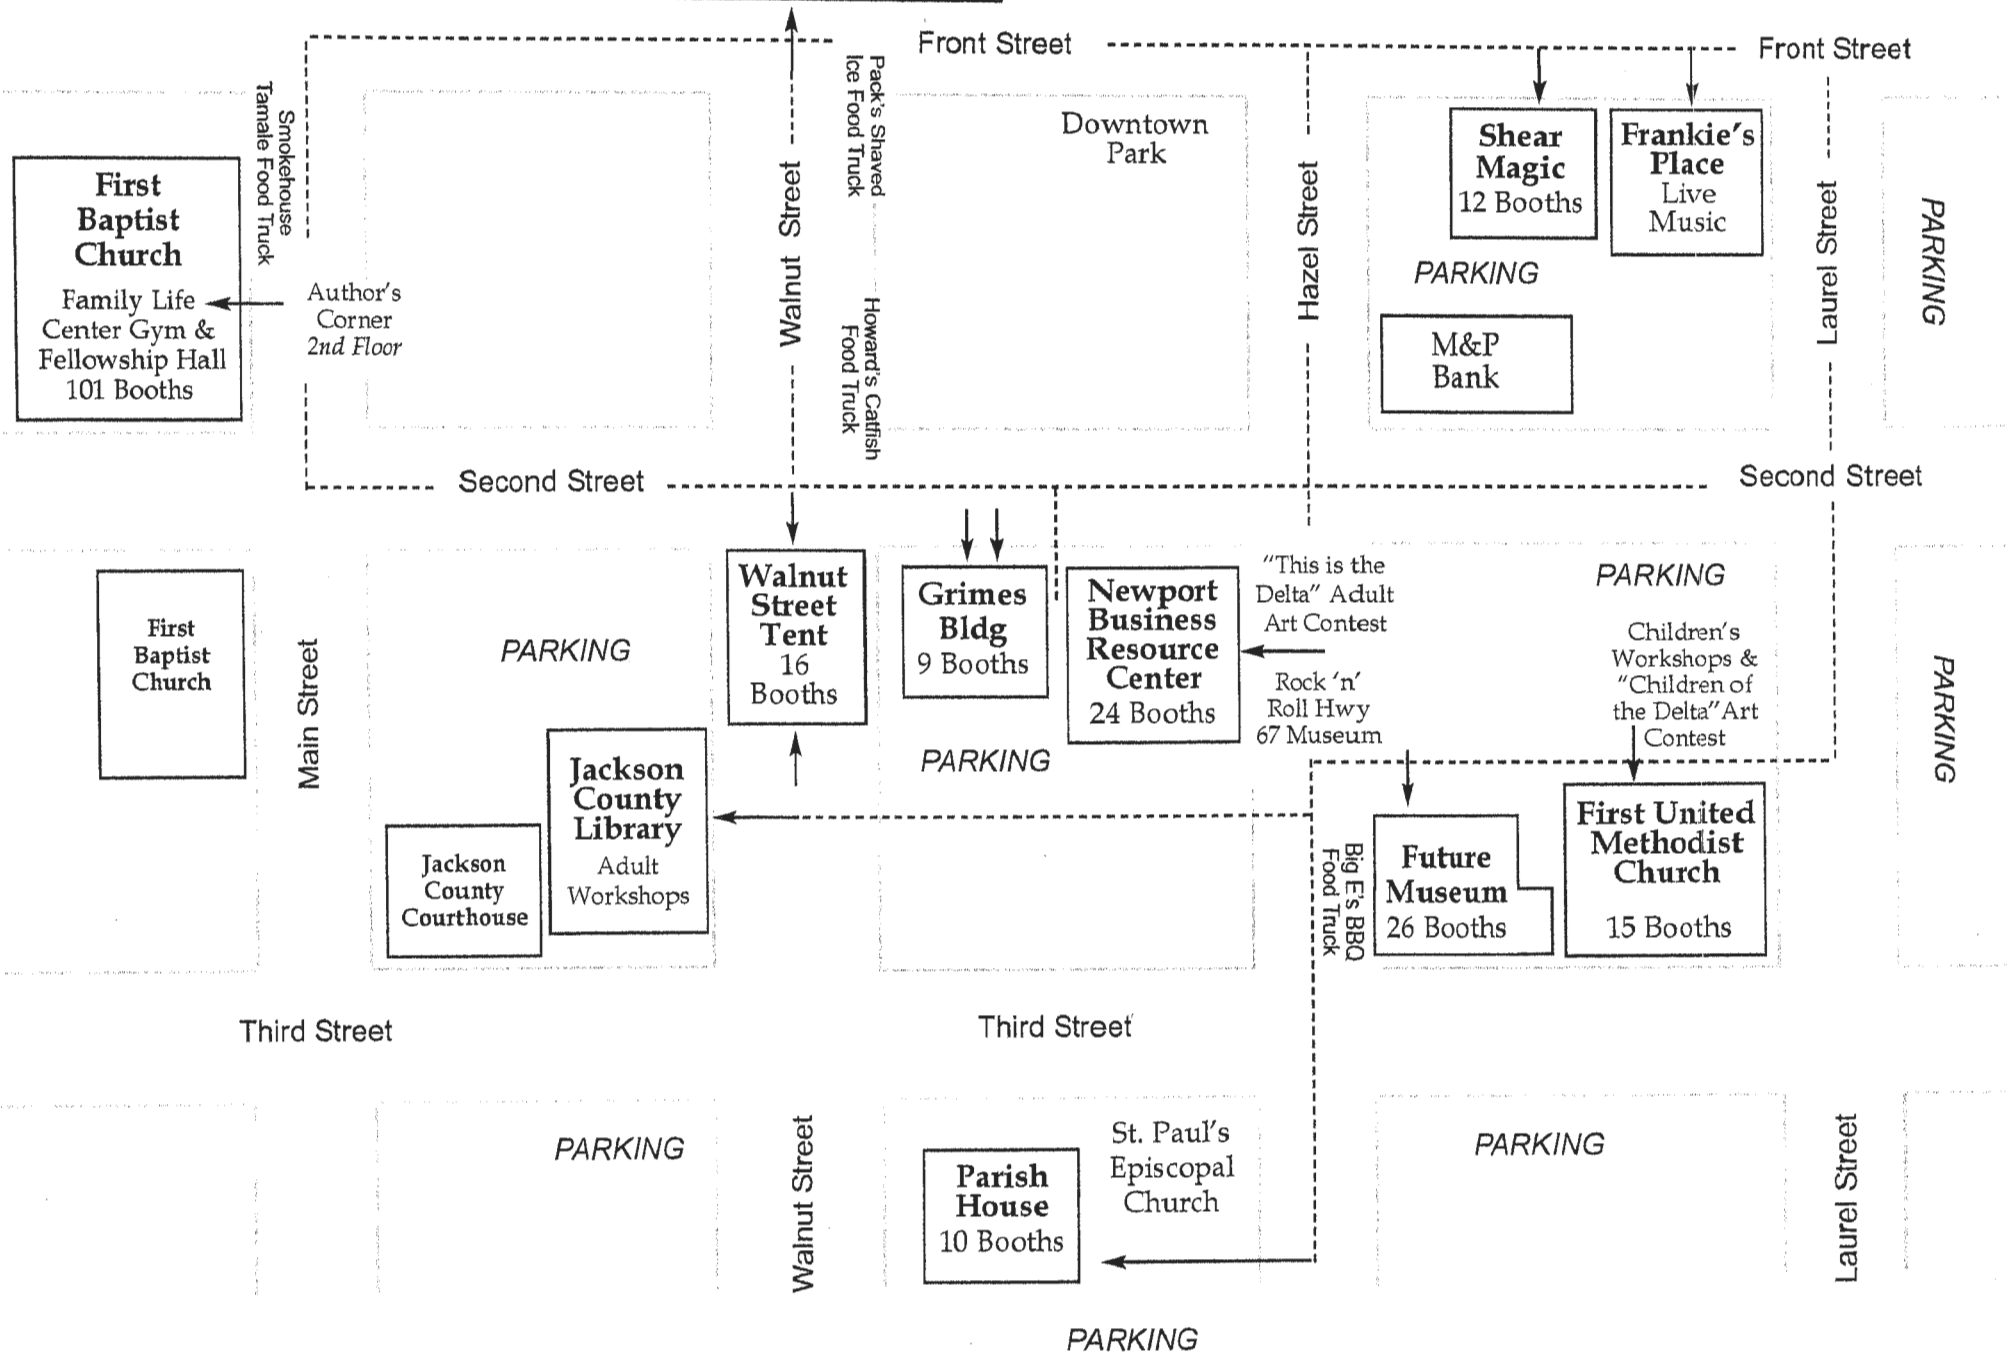 Front Street
Front Street
Smokehouse
Tamale Food Truck
Pack's Shaved
Ice Food Truck
Walnut Street
Howard's Catfish
Food Truck
Downtown
Park
Hazel Street
Shear
Magic
12 Booths
Frankie's
Place
Live
Music
PARKING
M&P
Bank
Laurel Street
PARKING
First
Baptist
Church
Family Life
Center Gym &
Fellowship Hall
101 Booths
Author's
Corner
2nd Floor
Second Street
Second Street
First
Baptist
Church
Main Street
PARKING
Walnut
Street
Tent
16
Booths
Grimes
Bldg
9 Booths
PARKING
Newport
Business
Resource
Center
24 Booths
"This is the
Delta" Adult
Art Contest
Rock 'n'
Roll Hwy
67 Museum
PARKING
Children's
Workshops &
"Children of
the Delta"Art
Contest
PARKING
Jackson
County
Library
Adult
Workshops
Jackson
County
Courthouse
Big E's BBQ
Food Truck
Future
Museum
26 Booths
First United
Methodist
Church
15 Booths
Third Street
Third Street
PARKING
Walnut Street
Parish
House
10 Booths
St. Paul's
Episcopal
Church
PARKING
Laurel Street
PARKING